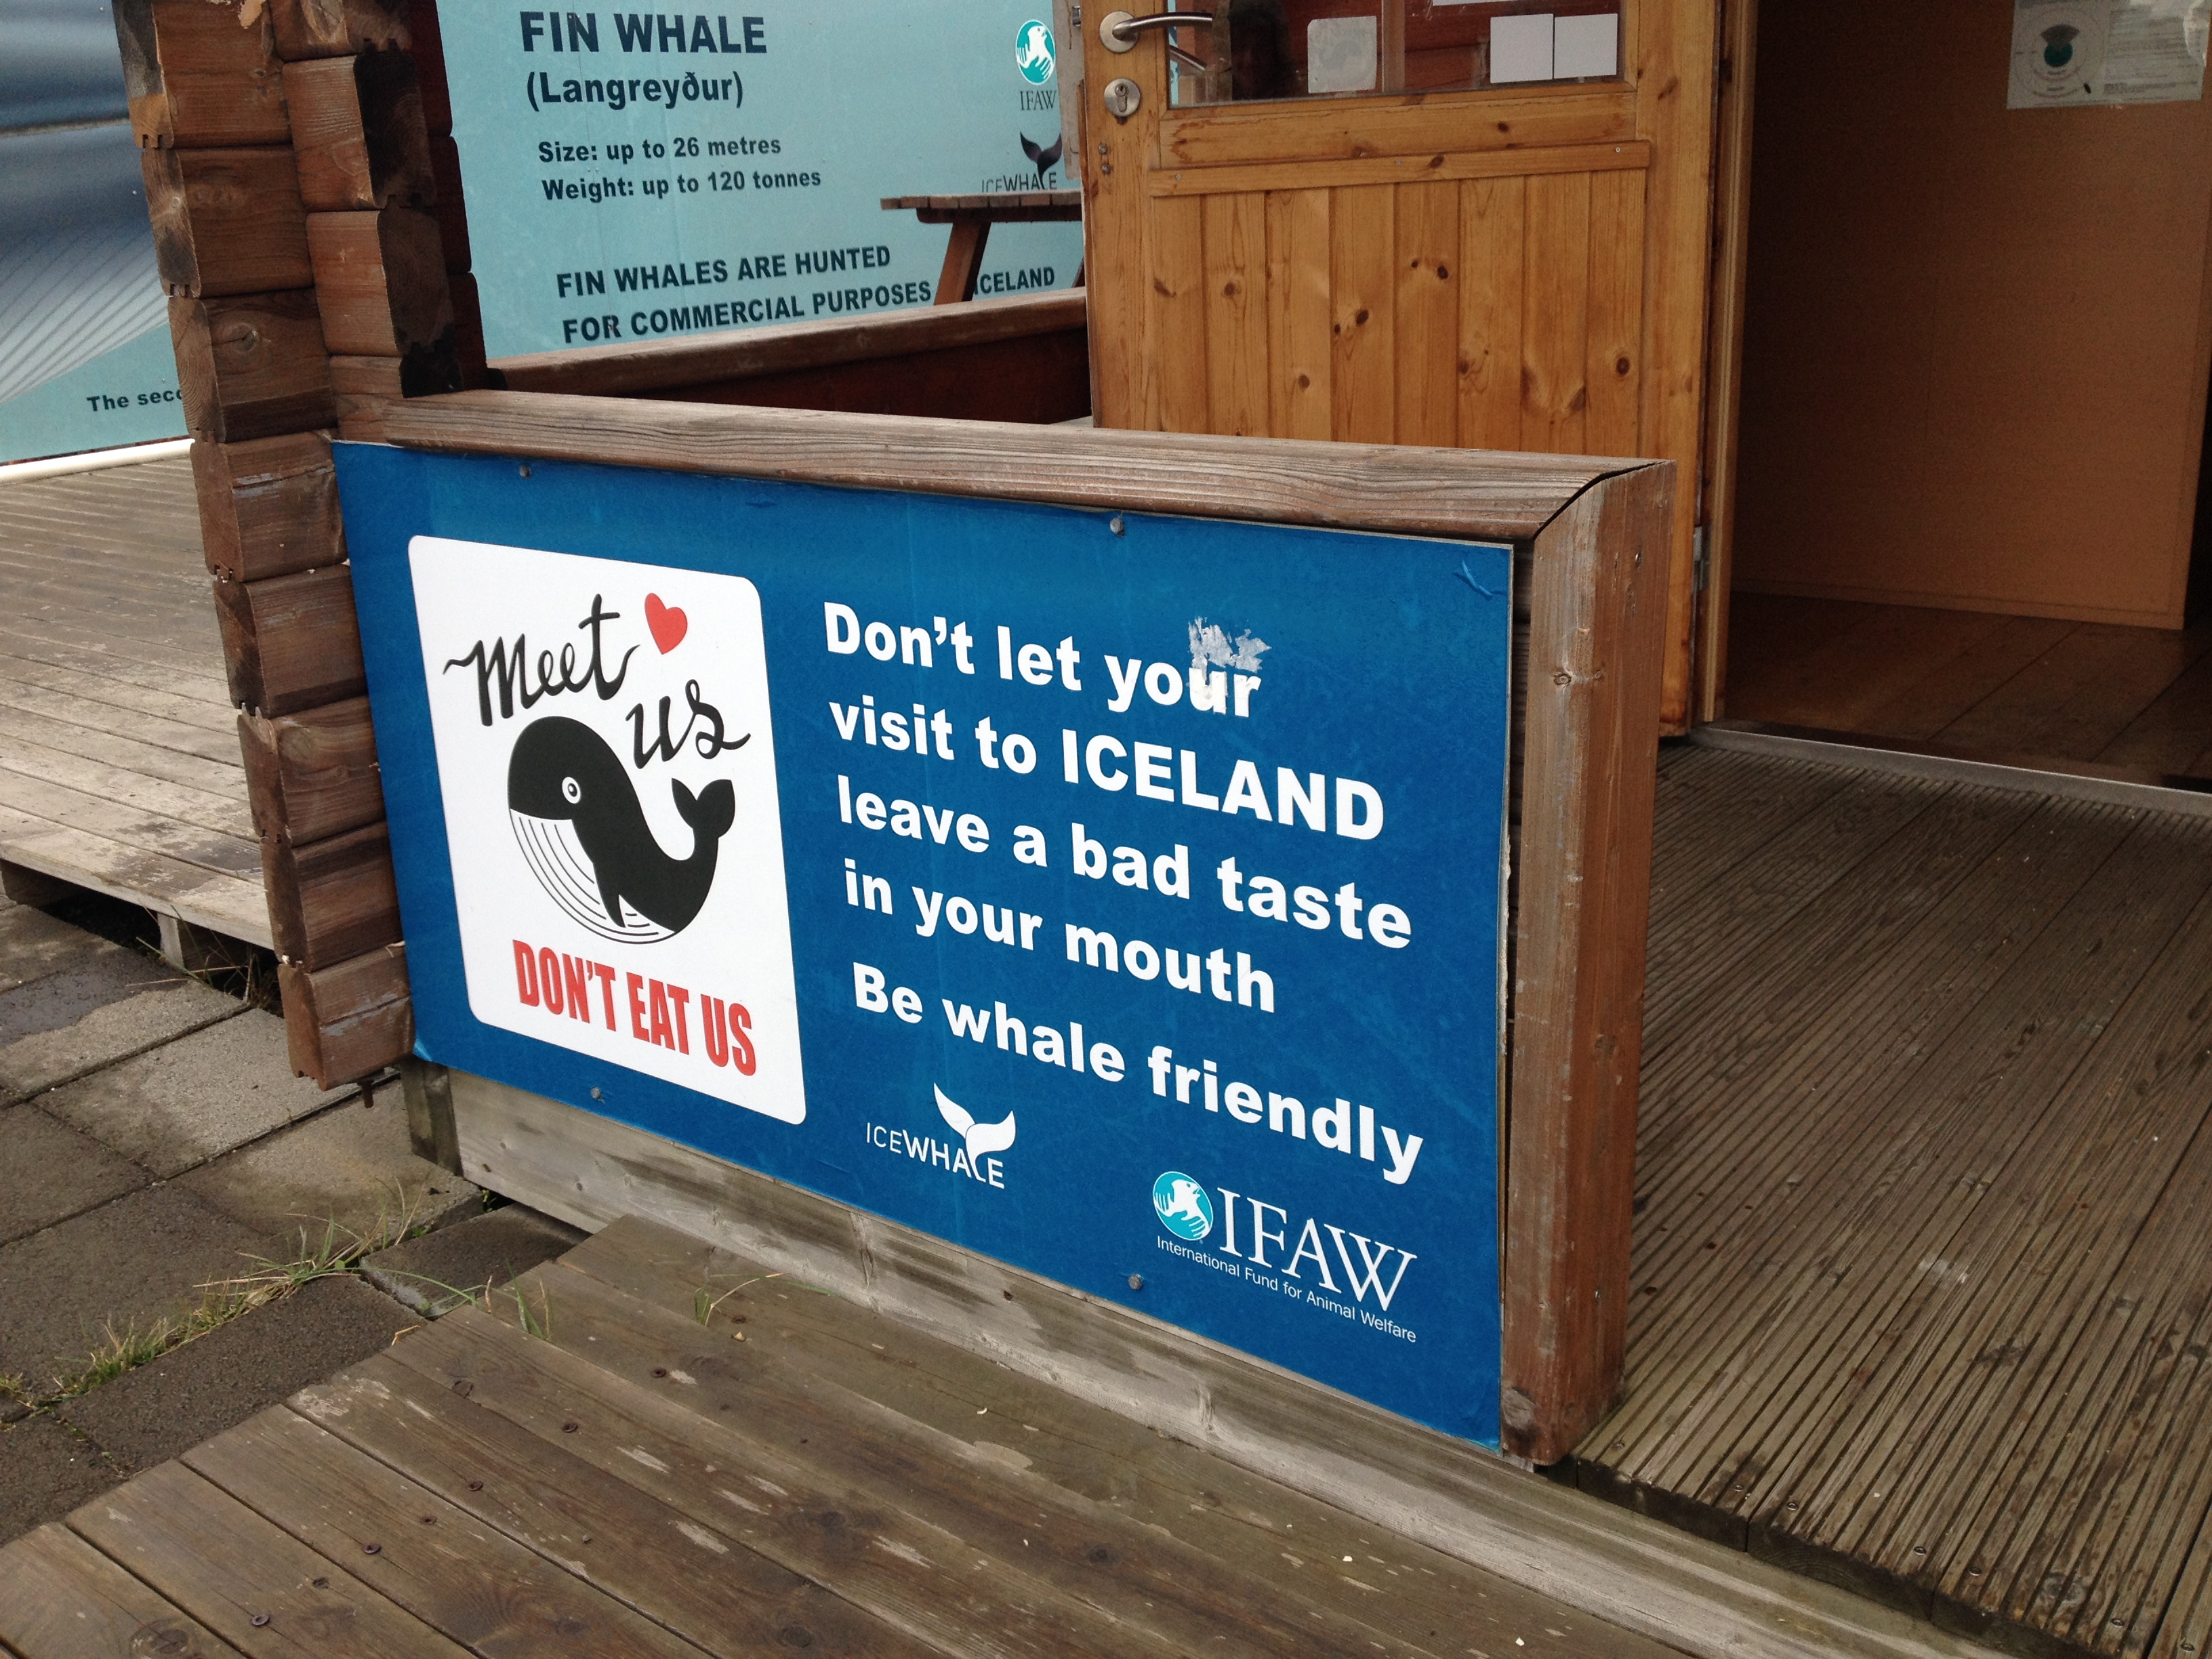 FIN WHALE
(Langreyður)
Size: up to 26 metres
Weight: up to 120 tonnes
FIN WHALES ARE HUNTED
FOR COMMERCIAL PURPOSES ICELAND
IFAW
ICEWHALE
The
Meet
us
DON'T EAT US
Don't let your
visit to ICELAND
leave a bad taste
in your mouth
Be whale friendly
ICEWHALE
IFAW
International Fund for Animal Welfare